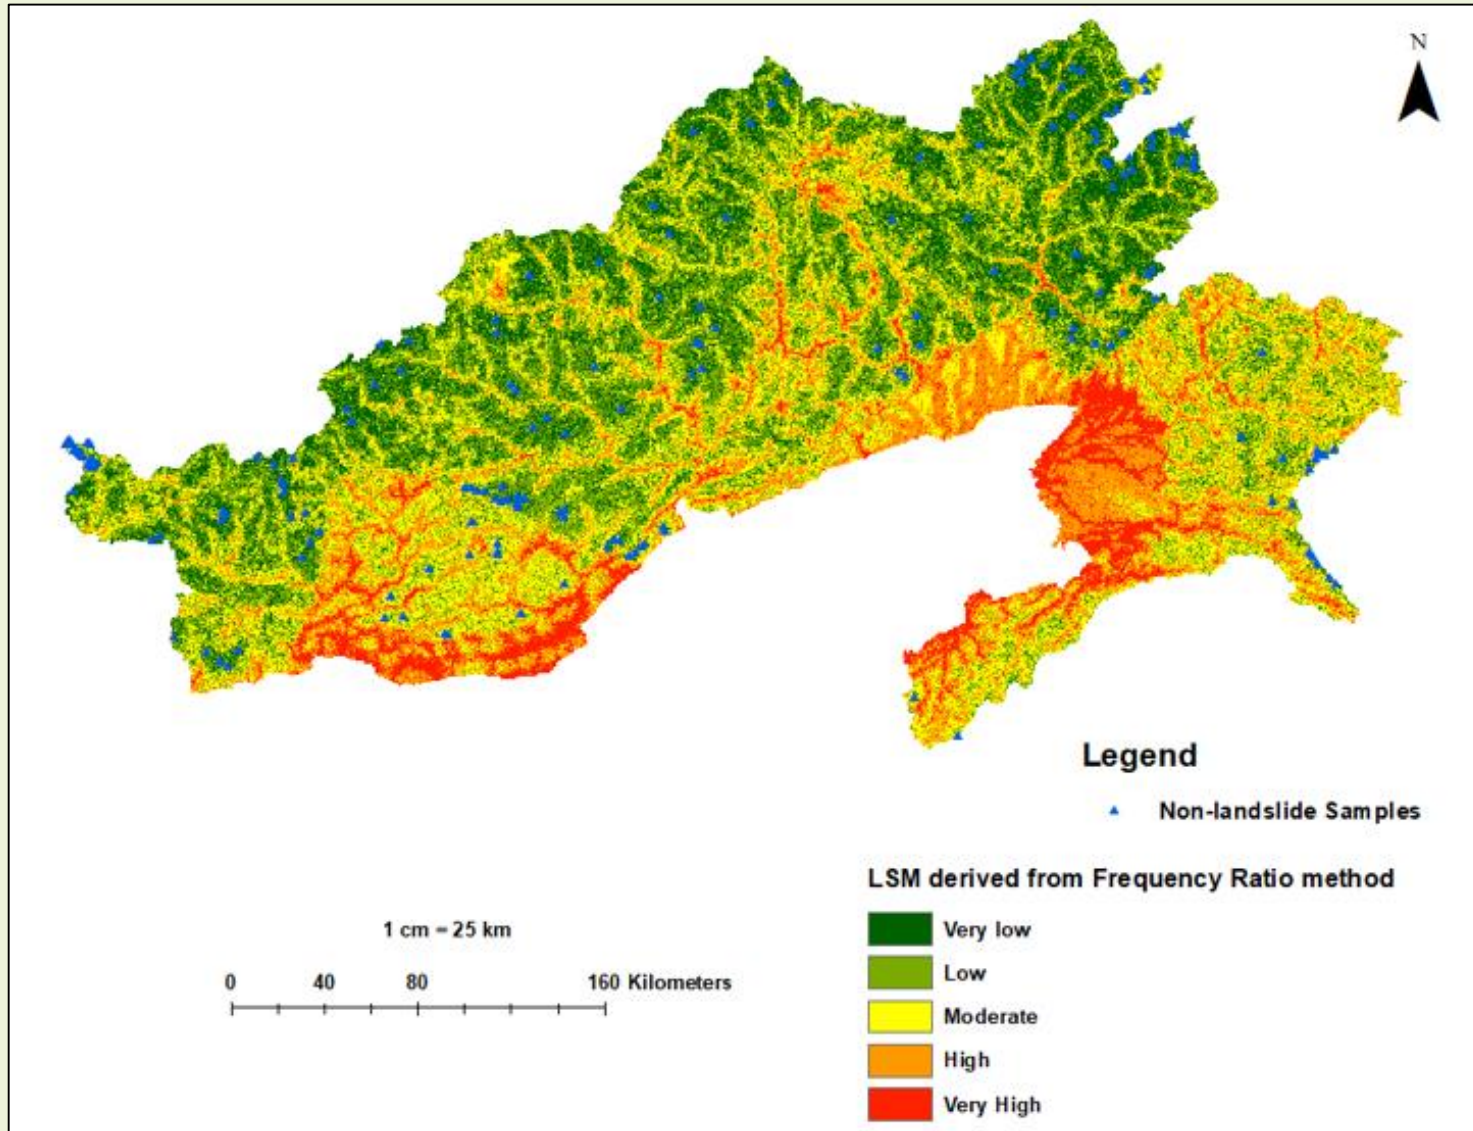 N
Legend
Non-landslide Samples
LSM derived from Frequency Ratio method
Very low
Low
Moderate
High
Very High
1 cm = 25 km
0 40 80 160 Kilometers